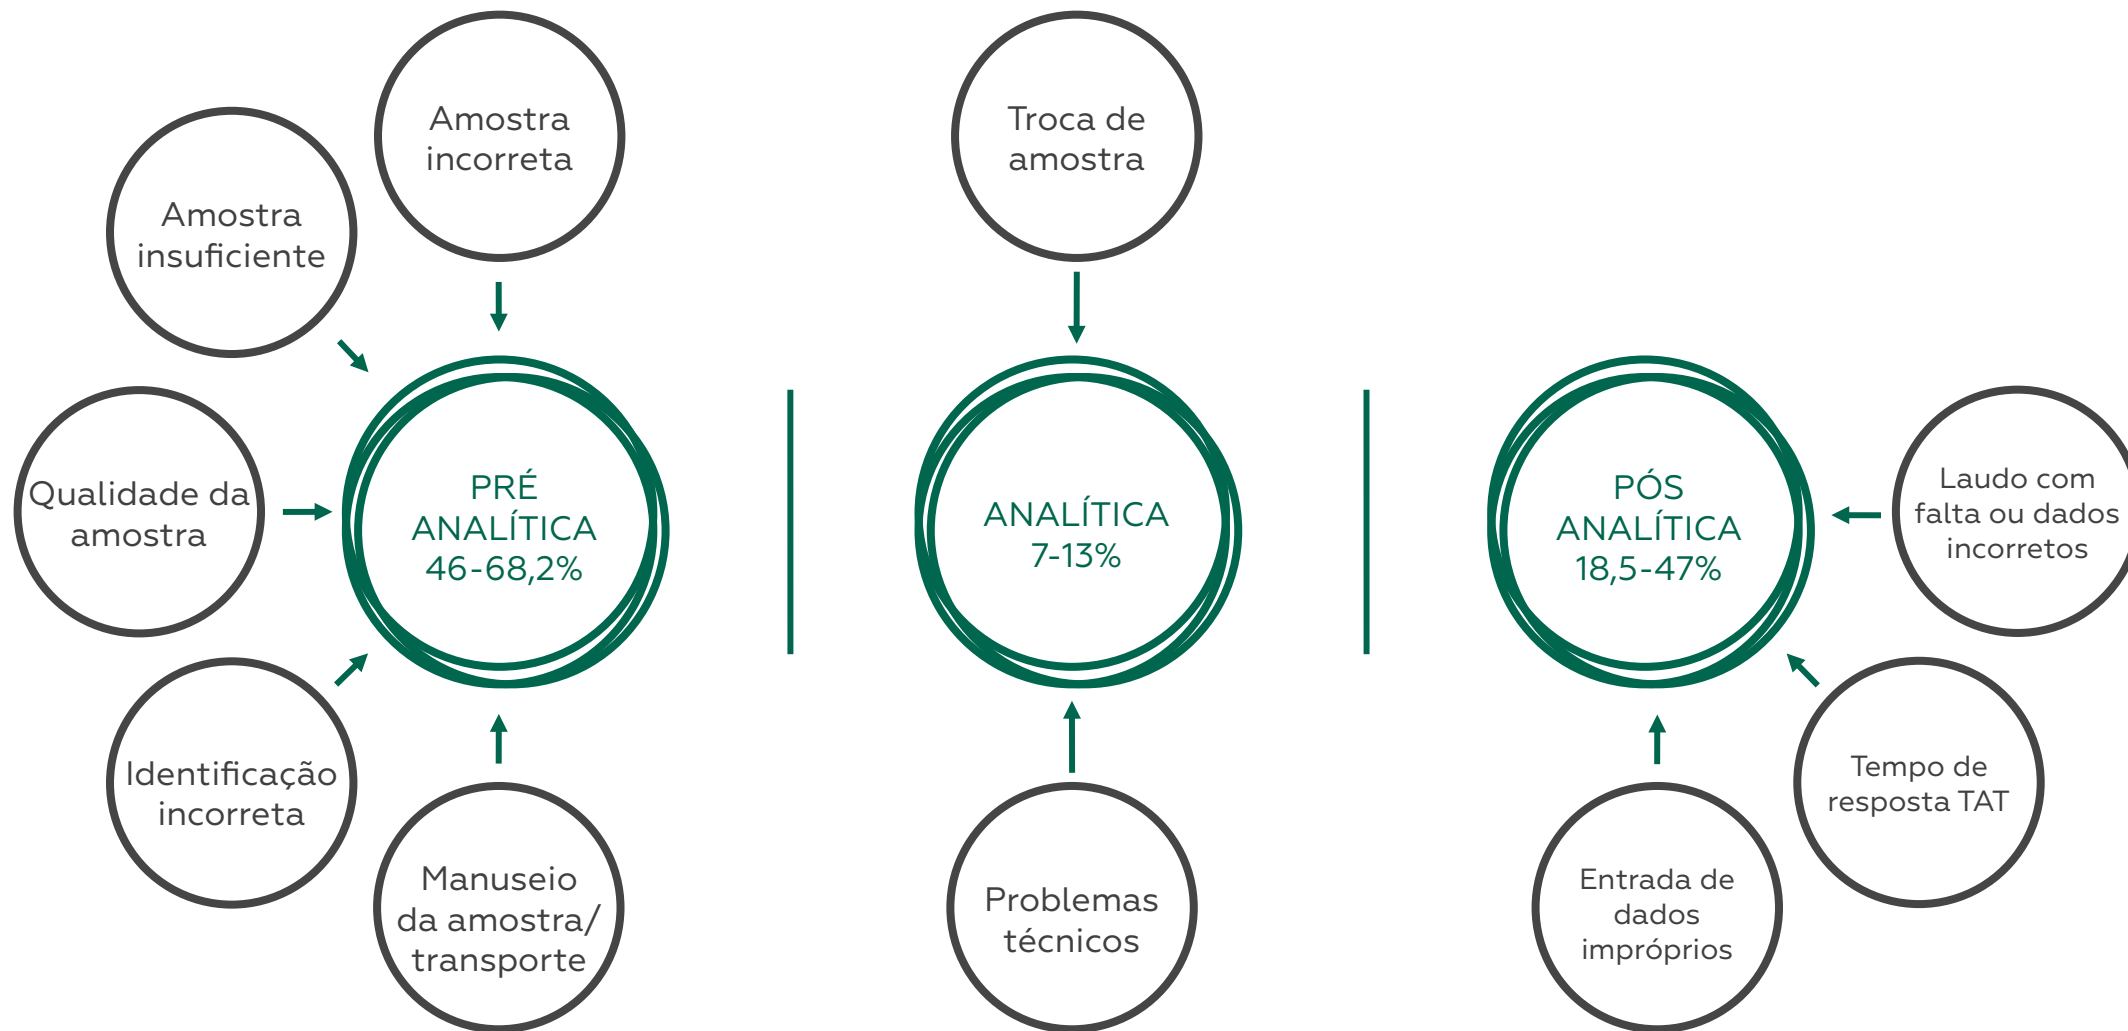 Amostra
incorreta
Amostra
insuficiente
Qualidade da
amostra
Identificação
incorreta
Manuseio
da amostra/
transporte
PRÉ
ANALÍTICA
46-68,2%
Troca de
amostra
ANALÍTICA
7-13%
Problemas
técnicos
PÓS
ANALÍTICA
18,5-47%
Laudo com
falta ou dados
incorretos
Tempo de
resposta TAT
Entrada de
dados
impróprios